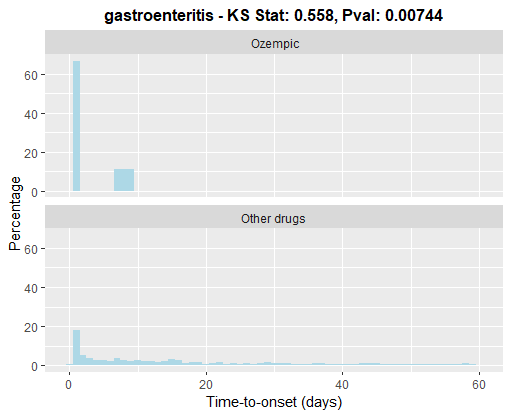 gastroenteritis - KS Stat: 0.558, Pval: 0.00744
Ozempic
60
40
20
0
Percentage
Other drugs
60
40
20
0
0 20 40 60
Time-to-onset (days)